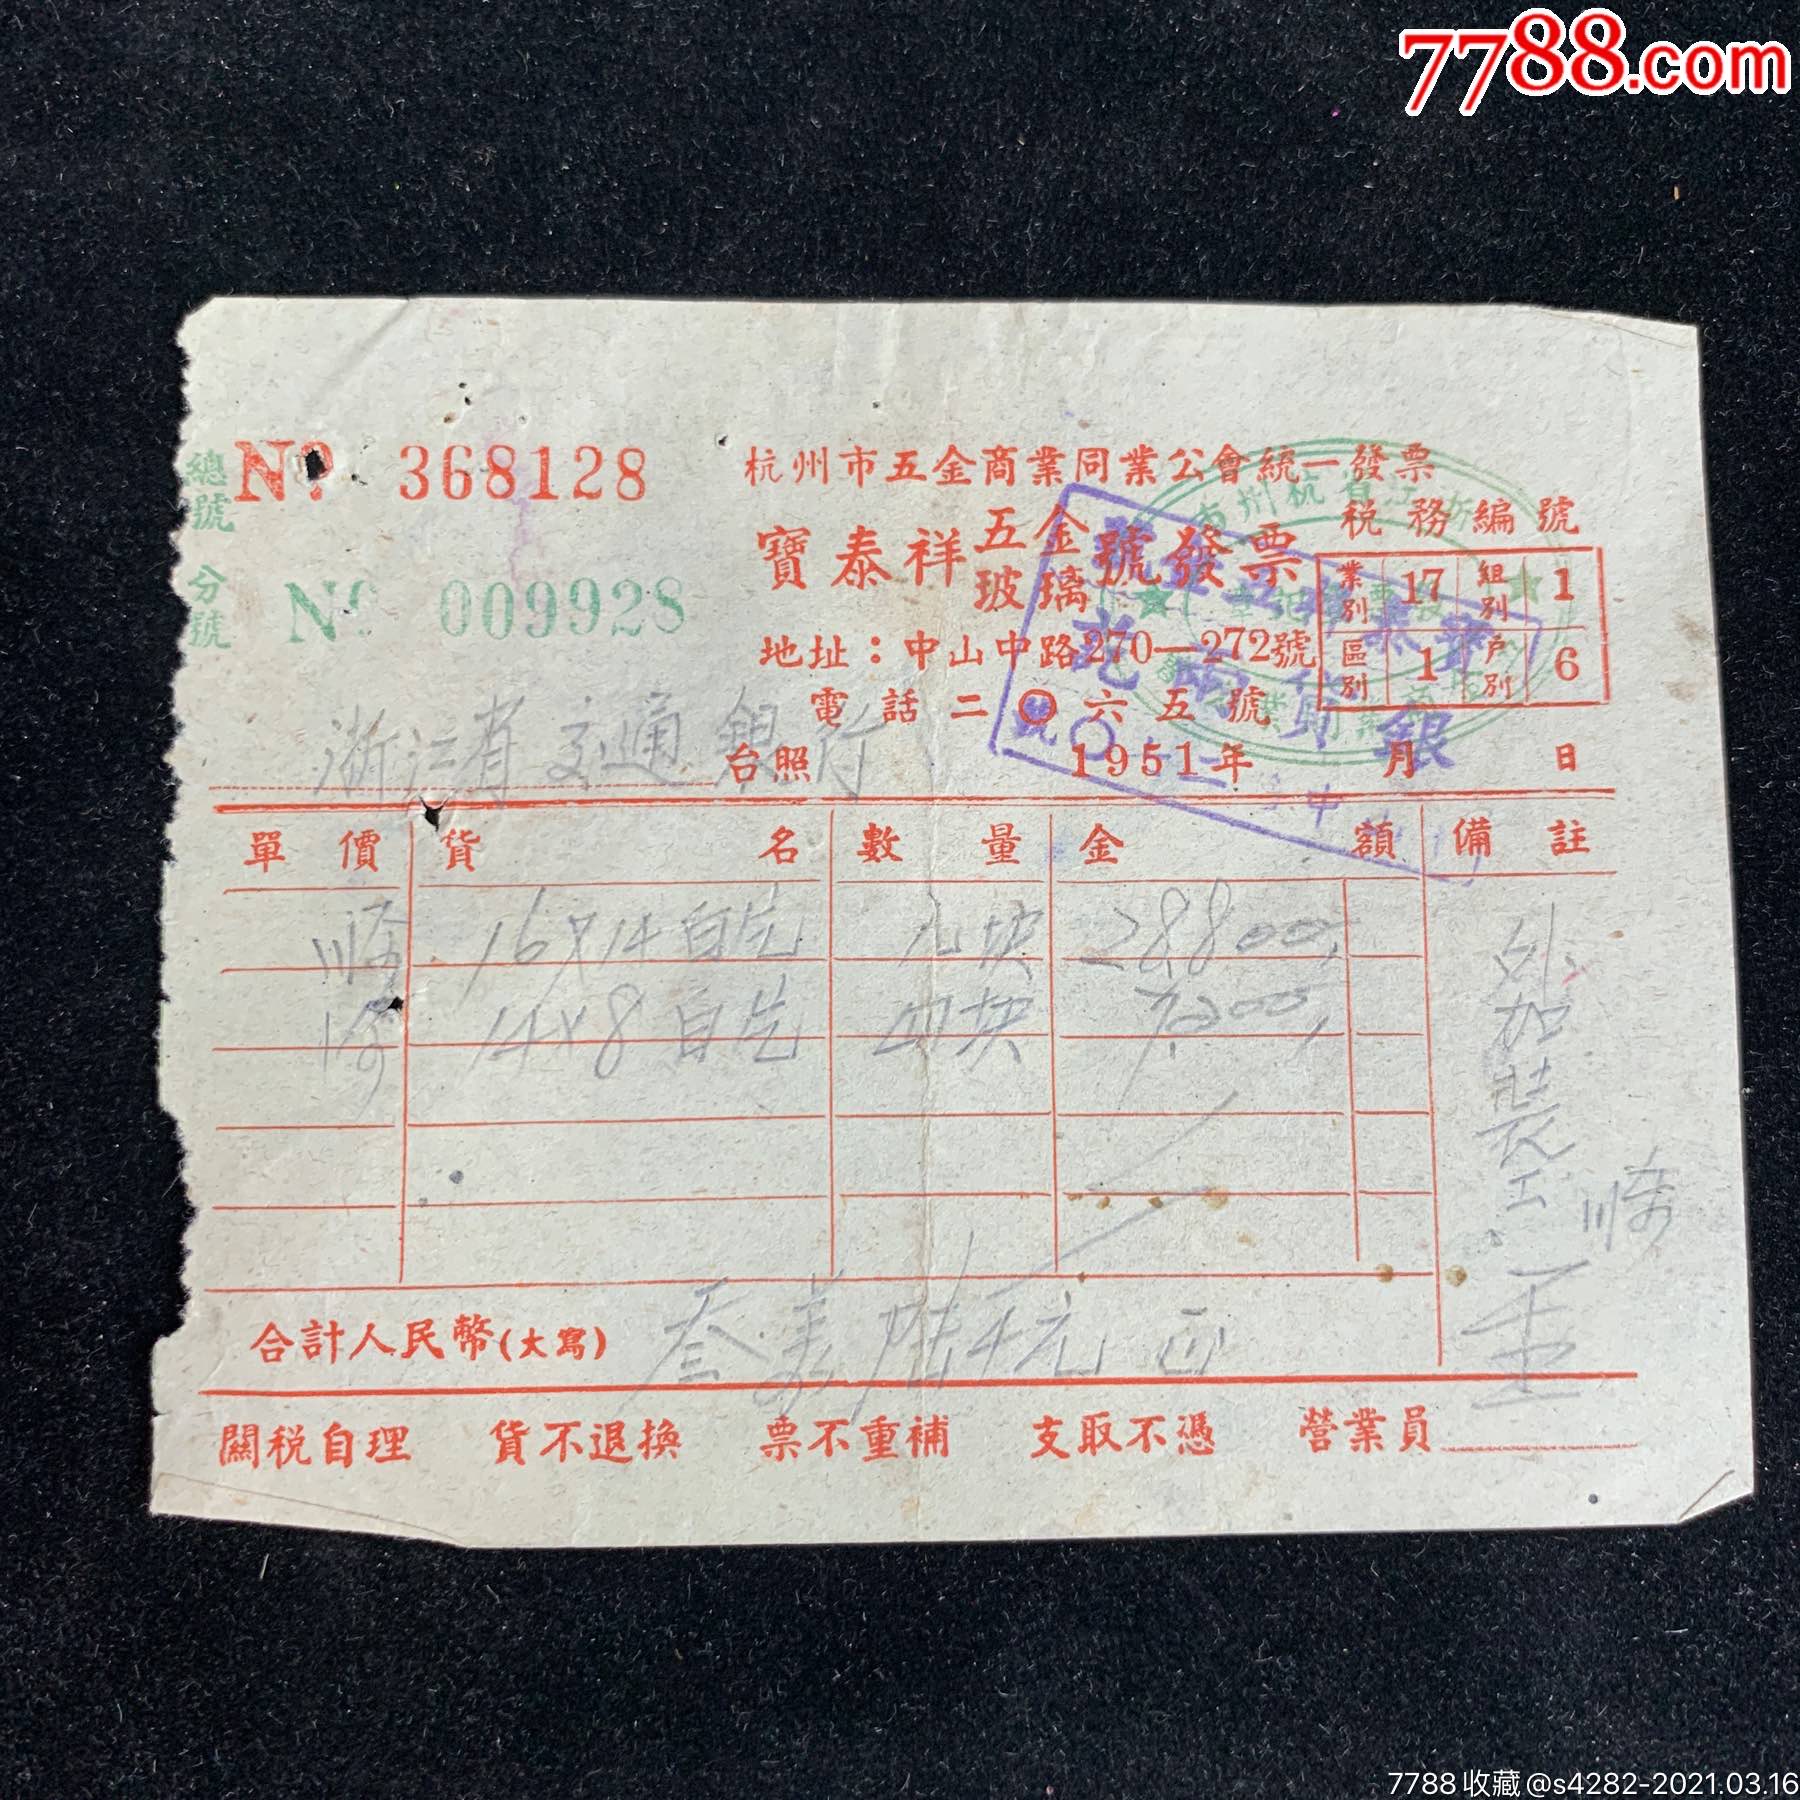 7788.com
總號 No 368128
杭州市五金商業同業公會統一發票
稅務編號
寶泰祥五金玻璃號發票
業別 17 組別 1
區別 1 戶別 6
分號 No 009928
地址：中山中路270—272號
電話二〇六五號
浙江省交通銀行 台照
1951年 月 日
單價 貨名 數量 金額 備註
16×14白片 九块 28800
14×8白片 四块 7200
外加裝工
合計人民幣(大寫) 叁萬陸仟元正
關稅自理 貨不退換 票不重補 支取不憑 營業員
7788收藏@s4282-2021.03.16